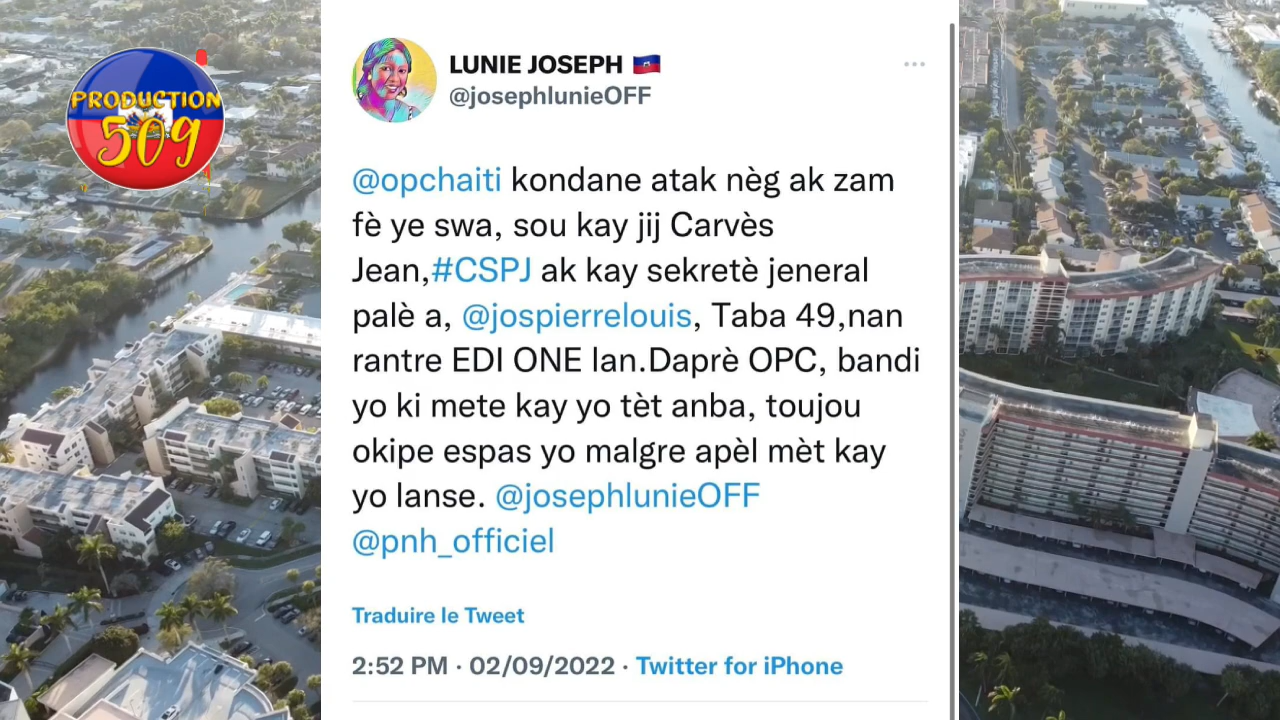 PRODUCTION
509
LUNIE JOSEPH
@josephlunieOFF
@opchaiti kondane atak nèg ak zam
fè ye swa, sou kay jij Carvès
Jean,#CSPJ ak kay sekretè jeneral
palè a, @jospierrelouis, Taba 49,nan
rantre EDI ONE lan.Daprè OPC, bandi
yo ki mete kay yo tèt anba, toujou
okipe espas yo malgre apèl mèt kay
yo lanse. @josephlunieOFF
@pnh_officiel
Traduire le Tweet
2:52 PM · 02/09/2022 · Twitter for iPhone